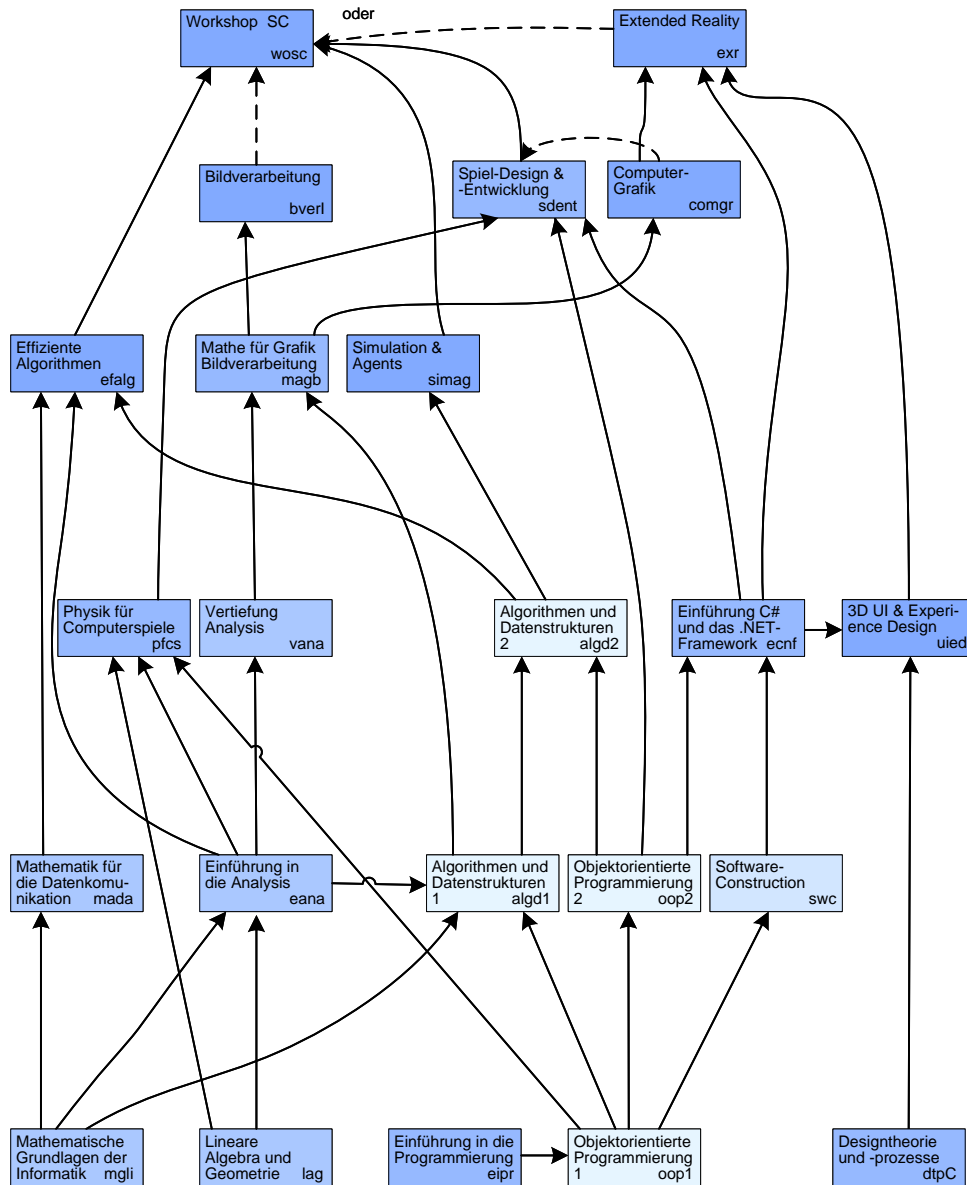 oder
Workshop SC
wosc
Extended Reality
exr
Bildverarbeitung
bverl
Spiel-Design &
-Entwicklung
sdent
Computer-
Grafik
comgr
Effiziente
Algorithmen
efalg
Mathe für Grafik
Bildverarbeitung
magb
Simulation &
Agents
simag
Physik für
Computerspiele
pfcs
Vertiefung
Analysis
vana
Algorithmen und
Datenstrukturen
2 algd2
Einführung C#
und das .NET-
Framework ecnf
3D UI & Experi-
ence Design
uied
Mathematik für
die Datenkomu-
nikation mada
Einführung in
die Analysis
eana
Algorithmen und
Datenstrukturen
1 algd1
Objektorientierte
Programmierung
2 oop2
Software-
Construction
swc
Mathematische
Grundlagen der
Informatik mgli
Lineare
Algebra und
Geometrie lag
Einführung in die
Programmierung
eipr
Objektorientierte
Programmierung
1 oop1
Designtheorie
und -prozesse
dtpC